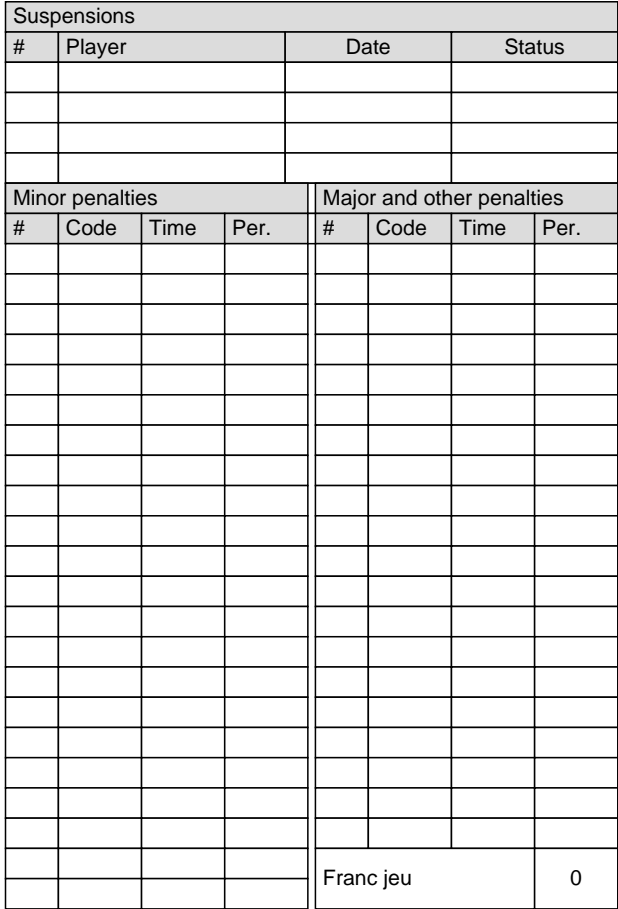 Suspensions
# Player Date Status
Minor penalties Major and other penalties
# Code Time Per. # Code Time Per.
Franc jeu 0